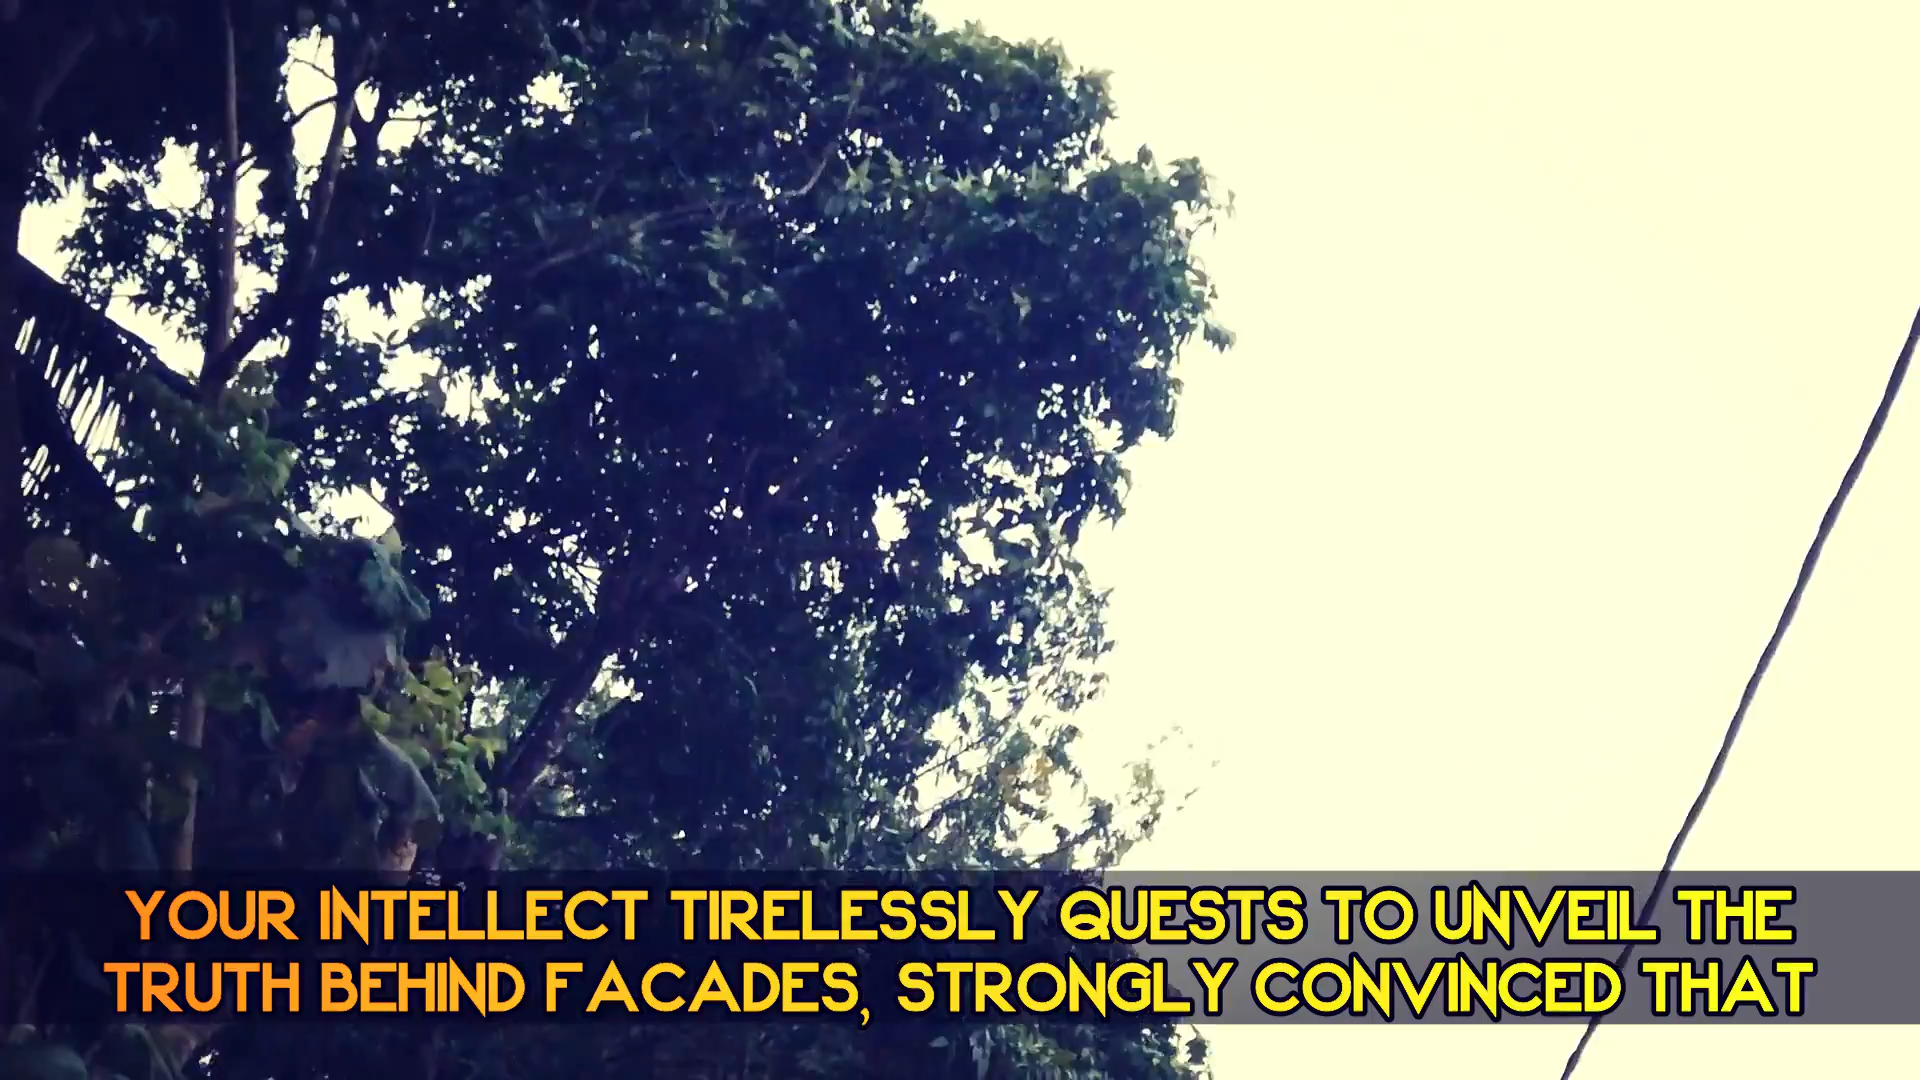 YOUR INTELLECT TIRELESSLY QUESTS TO UNVEIL THE
TRUTH BEHIND FACADES, STRONGLY CONVINCED THAT